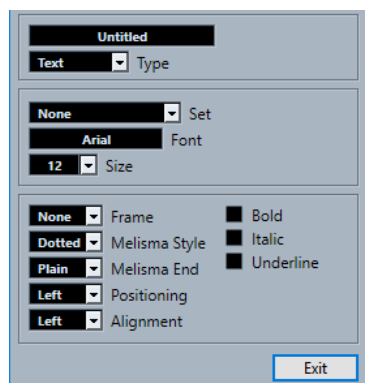 Untitled
Text Type
None Set
Arial Font
12 Size
None Frame Bold
Dotted Melisma Style Italic
Plain Melisma End Underline
Left Positioning
Left Alignment
Exit